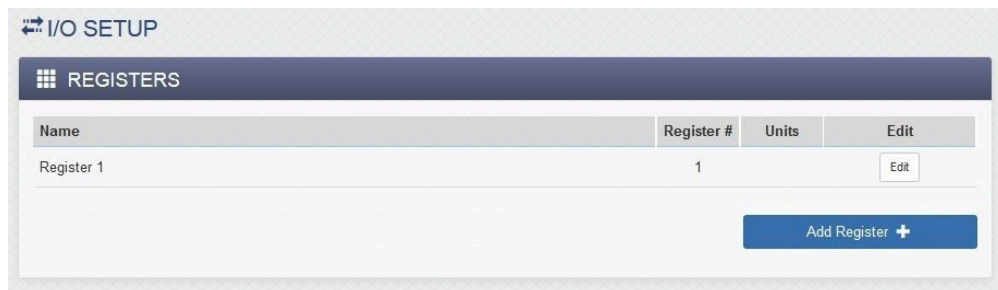 I/O SETUP
REGISTERS
Name Register # Units Edit
Register 1 1 Edit
Add Register